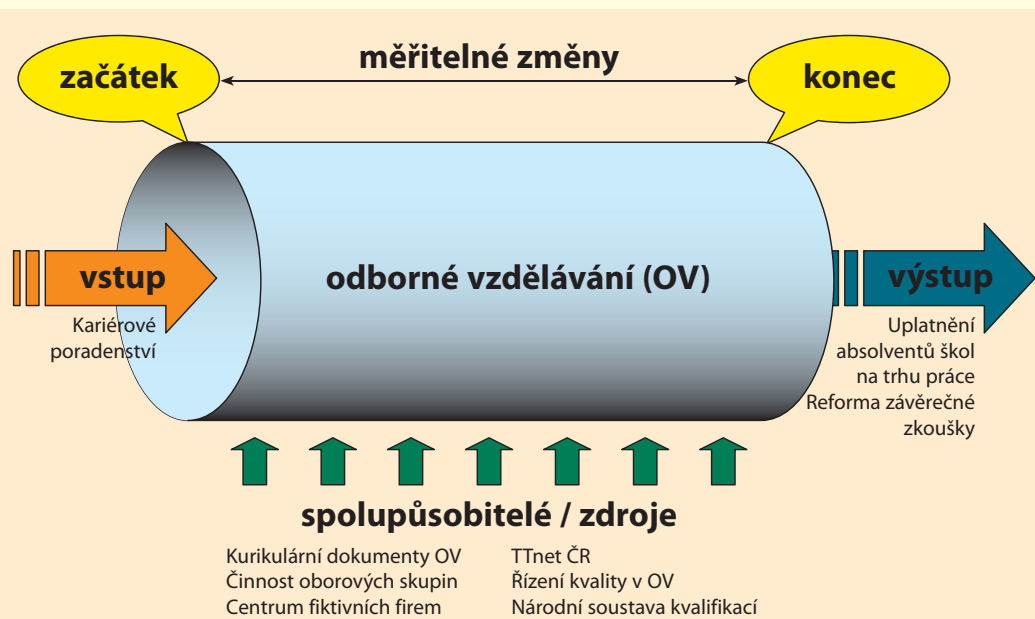 začátek
měřitelné změny
konec
vstup
odborné vzdělávání (OV)
výstup
Kariérové
poradenství
Uplatnění
absolventů škol
na trhu práce
Reforma závěrečné
zkoušky
spolupůsobitelé / zdroje
Kurikulární dokumenty OV
Činnost oborových skupin
Centrum fiktivních firem
TTnet ČR
Řízení kvality v OV
Národní soustava kvalifikací